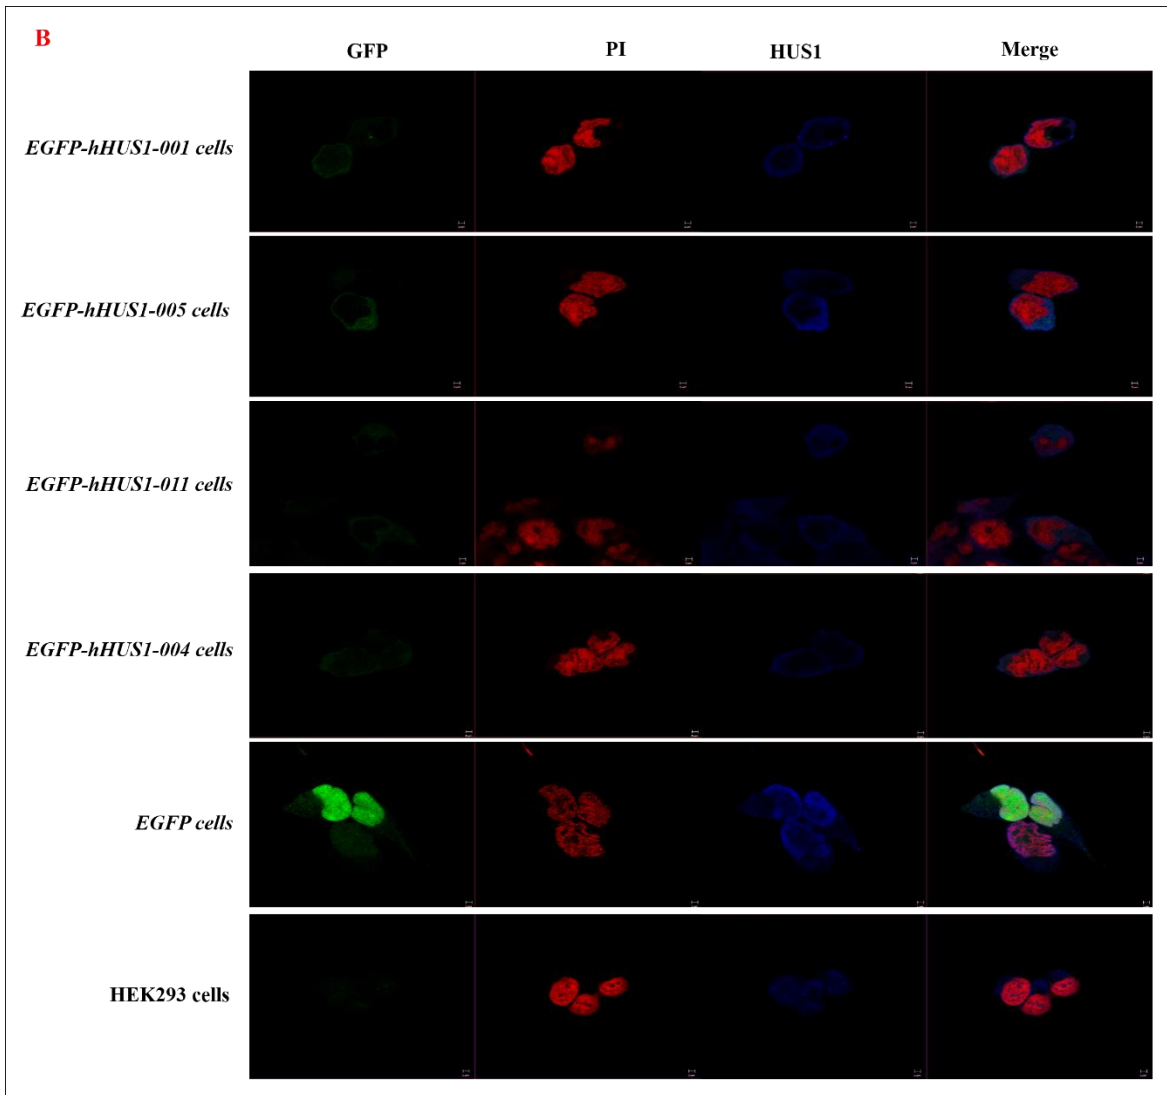 B
GFP PI HUS1 Merge
EGFP-hHUS1-001 cells
EGFP-hHUS1-005 cells
EGFP-hHUS1-011 cells
EGFP-hHUS1-004 cells
EGFP cells
HEK293 cells